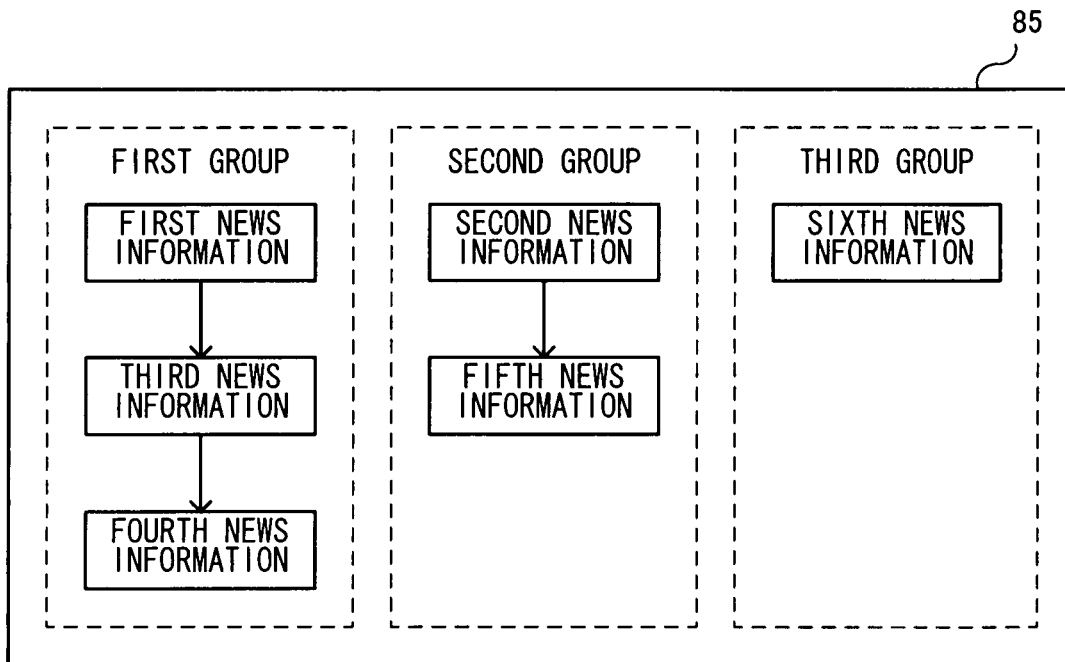 85
FIRST GROUP
FIRST NEWS
INFORMATION
THIRD NEWS
INFORMATION
FOURTH NEWS
INFORMATION
SECOND GROUP
SECOND NEWS
INFORMATION
FIFTH NEWS
INFORMATION
THIRD GROUP
SIXTH NEWS
INFORMATION